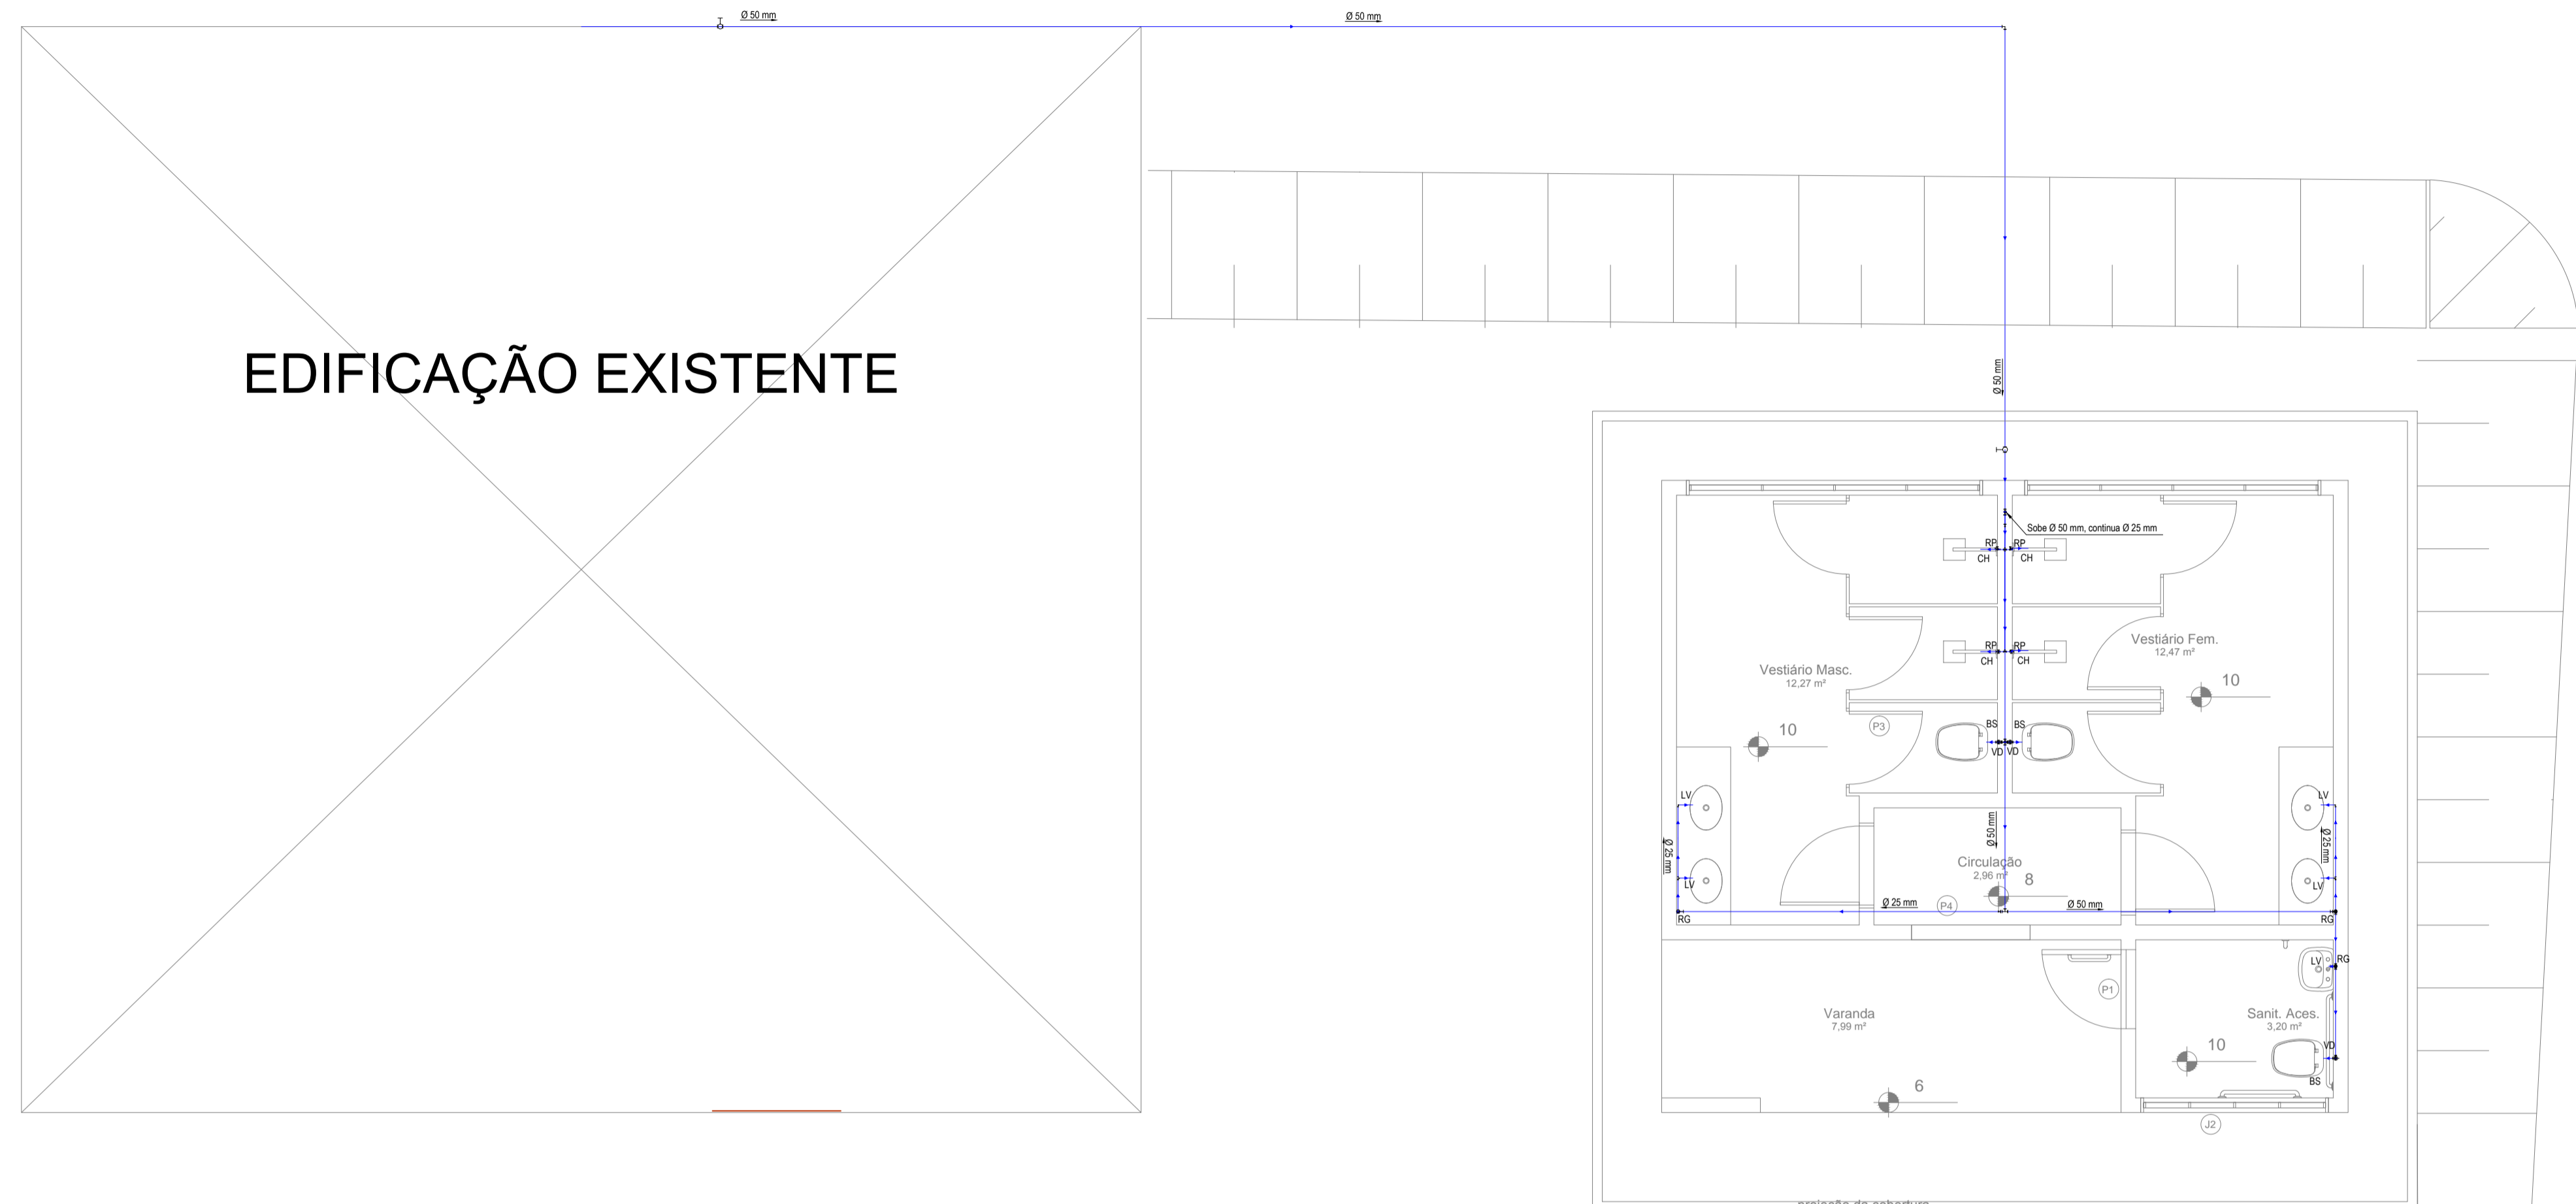 Ø 50 mm
Ø 50 mm
EDIFICAÇÃO EXISTENTE
Ø 50 mm
Sobe Ø 50 mm, continua Ø 25 mm
RP
RP
CH
CH
Vestiário Fem.
12,47 m²
RP
RP
CH
CH
Vestiário Masc.
12,27 m²
10
P3
BS
BS
10
VD
VD
LV
LV
Ø 50 mm
Ø 25 mm
Ø 25 mm
Circulação
2,96 m²
8
LV
LV
Ø 25 mm
P4
Ø 50 mm
RG
RG
LV
RG
P1
Varanda
7,99 m²
Sanit. Aces.
3,20 m²
10
VD
BS
6
J2
projeção da cobertura